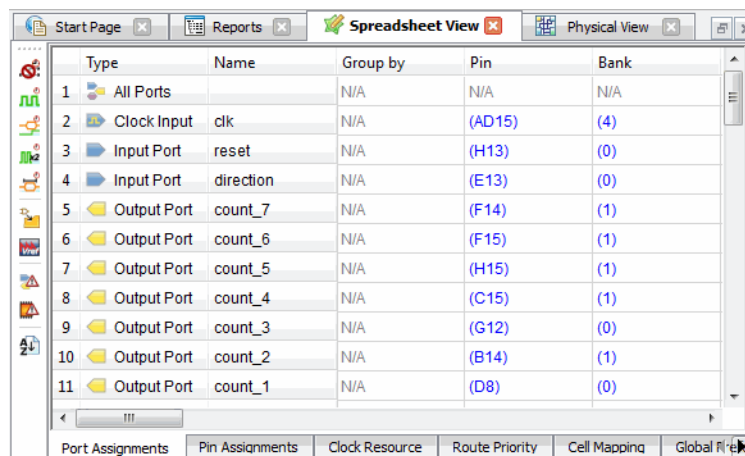 Start Page Reports Spreadsheet View Physical View
Type Name Group by Pin Bank
1 All Ports N/A N/A N/A
2 Clock Input clk N/A (AD15) (4)
3 Input Port reset N/A (H13) (0)
4 Input Port direction N/A (E13) (0)
5 Output Port count_7 N/A (F14) (1)
6 Output Port count_6 N/A (F15) (1)
7 Output Port count_5 N/A (H15) (1)
8 Output Port count_4 N/A (C15) (1)
9 Output Port count_3 N/A (G12) (0)
10 Output Port count_2 N/A (B14) (1)
11 Output Port count_1 N/A (D8) (0)
Port Assignments Pin Assignments Clock Resource Route Priority Cell Mapping Global